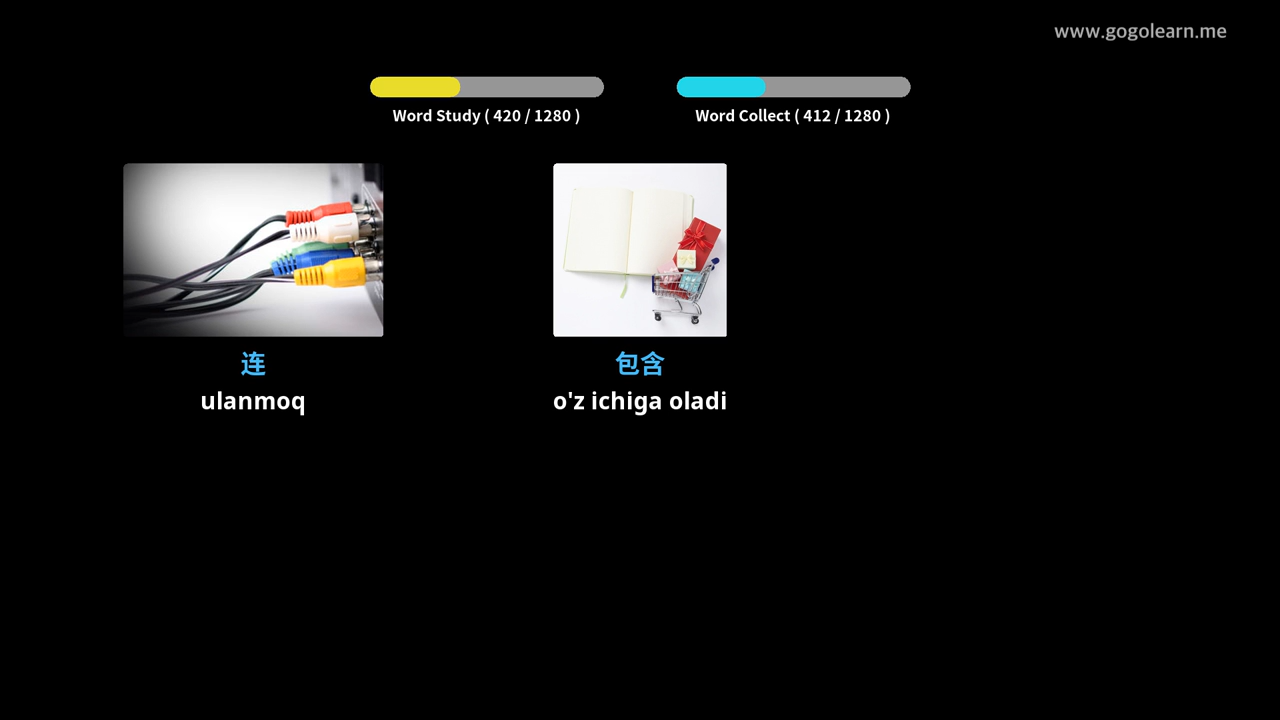 www.gogolearn.me
Word Study ( 420 / 1280 )
Word Collect ( 412 / 1280 )
连
ulanmoq
包含
o'z ichiga oladi